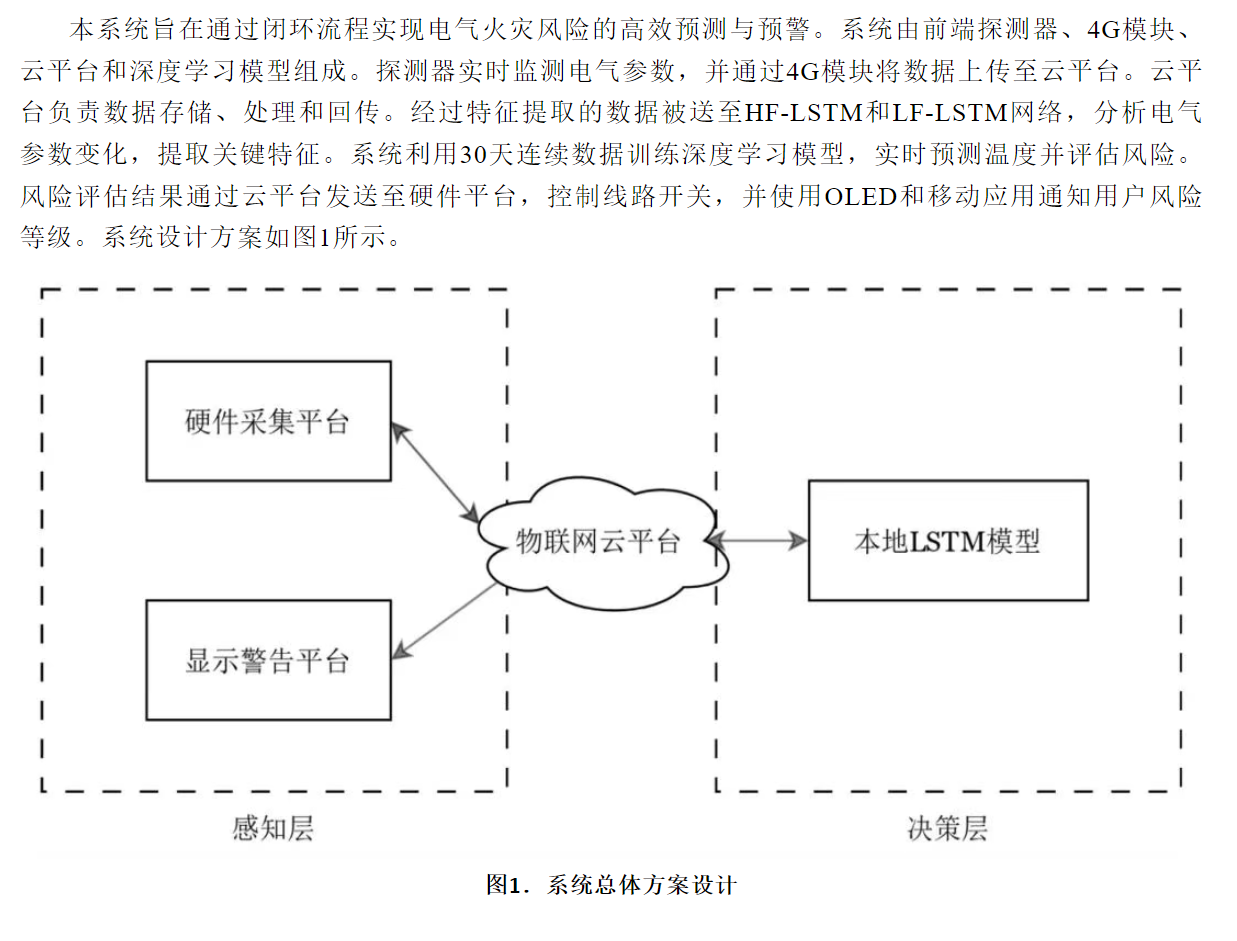 本系统旨在通过闭环流程实现电气火灾风险的高效预测与预警。系统由前端探测器、4G模块、
云平台和深度学习模型组成。探测器实时监测电气参数，并通过4G模块将数据上传至云平台。云平
台负责数据存储、处理和回传。经过特征提取的数据被送至HF-LSTM和LF-LSTM网络，分析电气
参数变化，提取关键特征。系统利用30天连续数据训练深度学习模型，实时预测温度并评估风险。
风险评估结果通过云平台发送至硬件平台，控制线路开关，并使用OLED和移动应用通知用户风险
等级。系统设计方案如图1所示。
硬件采集平台
物联网云平台
本地LSTM模型
显示警告平台
感知层
决策层
图1．系统总体方案设计